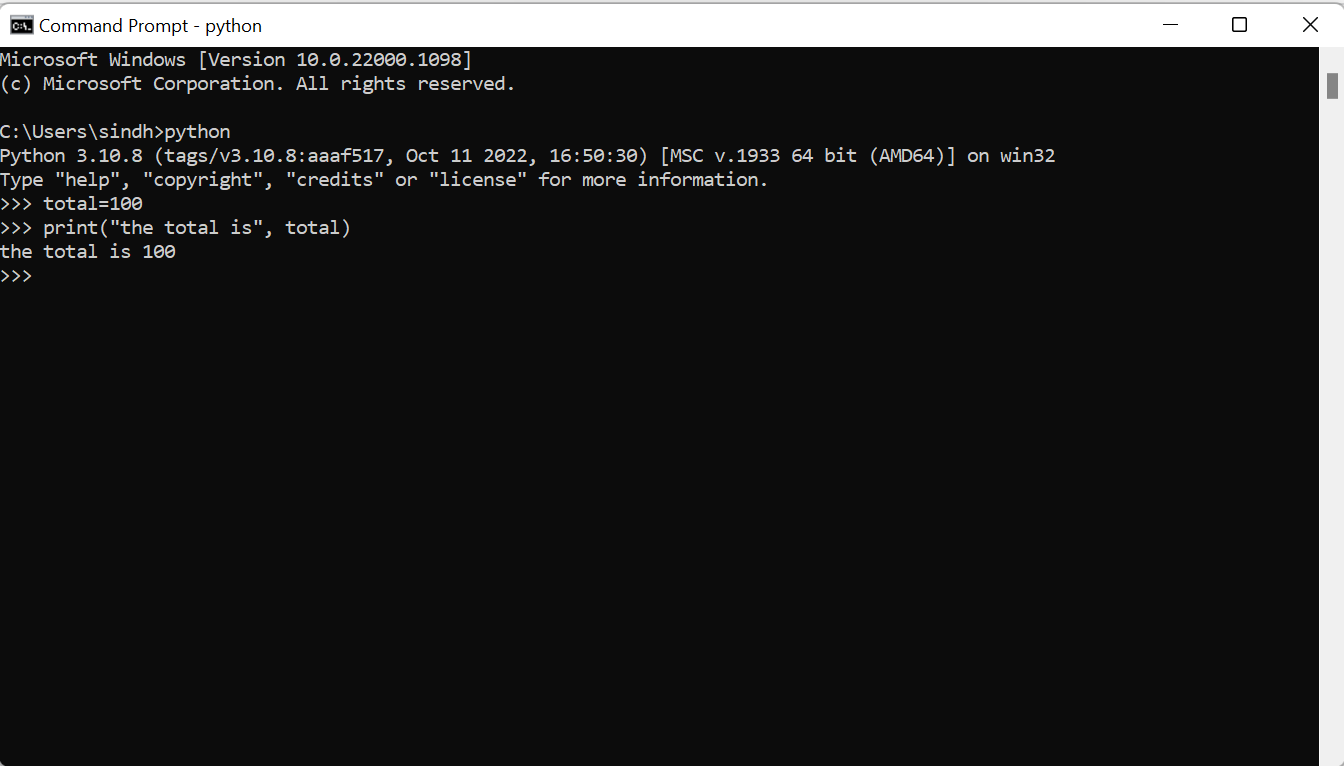 Command Prompt - python
Microsoft Windows [Version 10.0.22000.1098]
(c) Microsoft Corporation. All rights reserved.
C:\Users\sindh>python
Python 3.10.8 (tags/v3.10.8:aaaf517, Oct 11 2022, 16:50:30) [MSC v.1933 64 bit (AMD64)] on win32
Type "help", "copyright", "credits" or "license" for more information.
>>> total=100
>>> print("the total is", total)
the total is 100
>>>